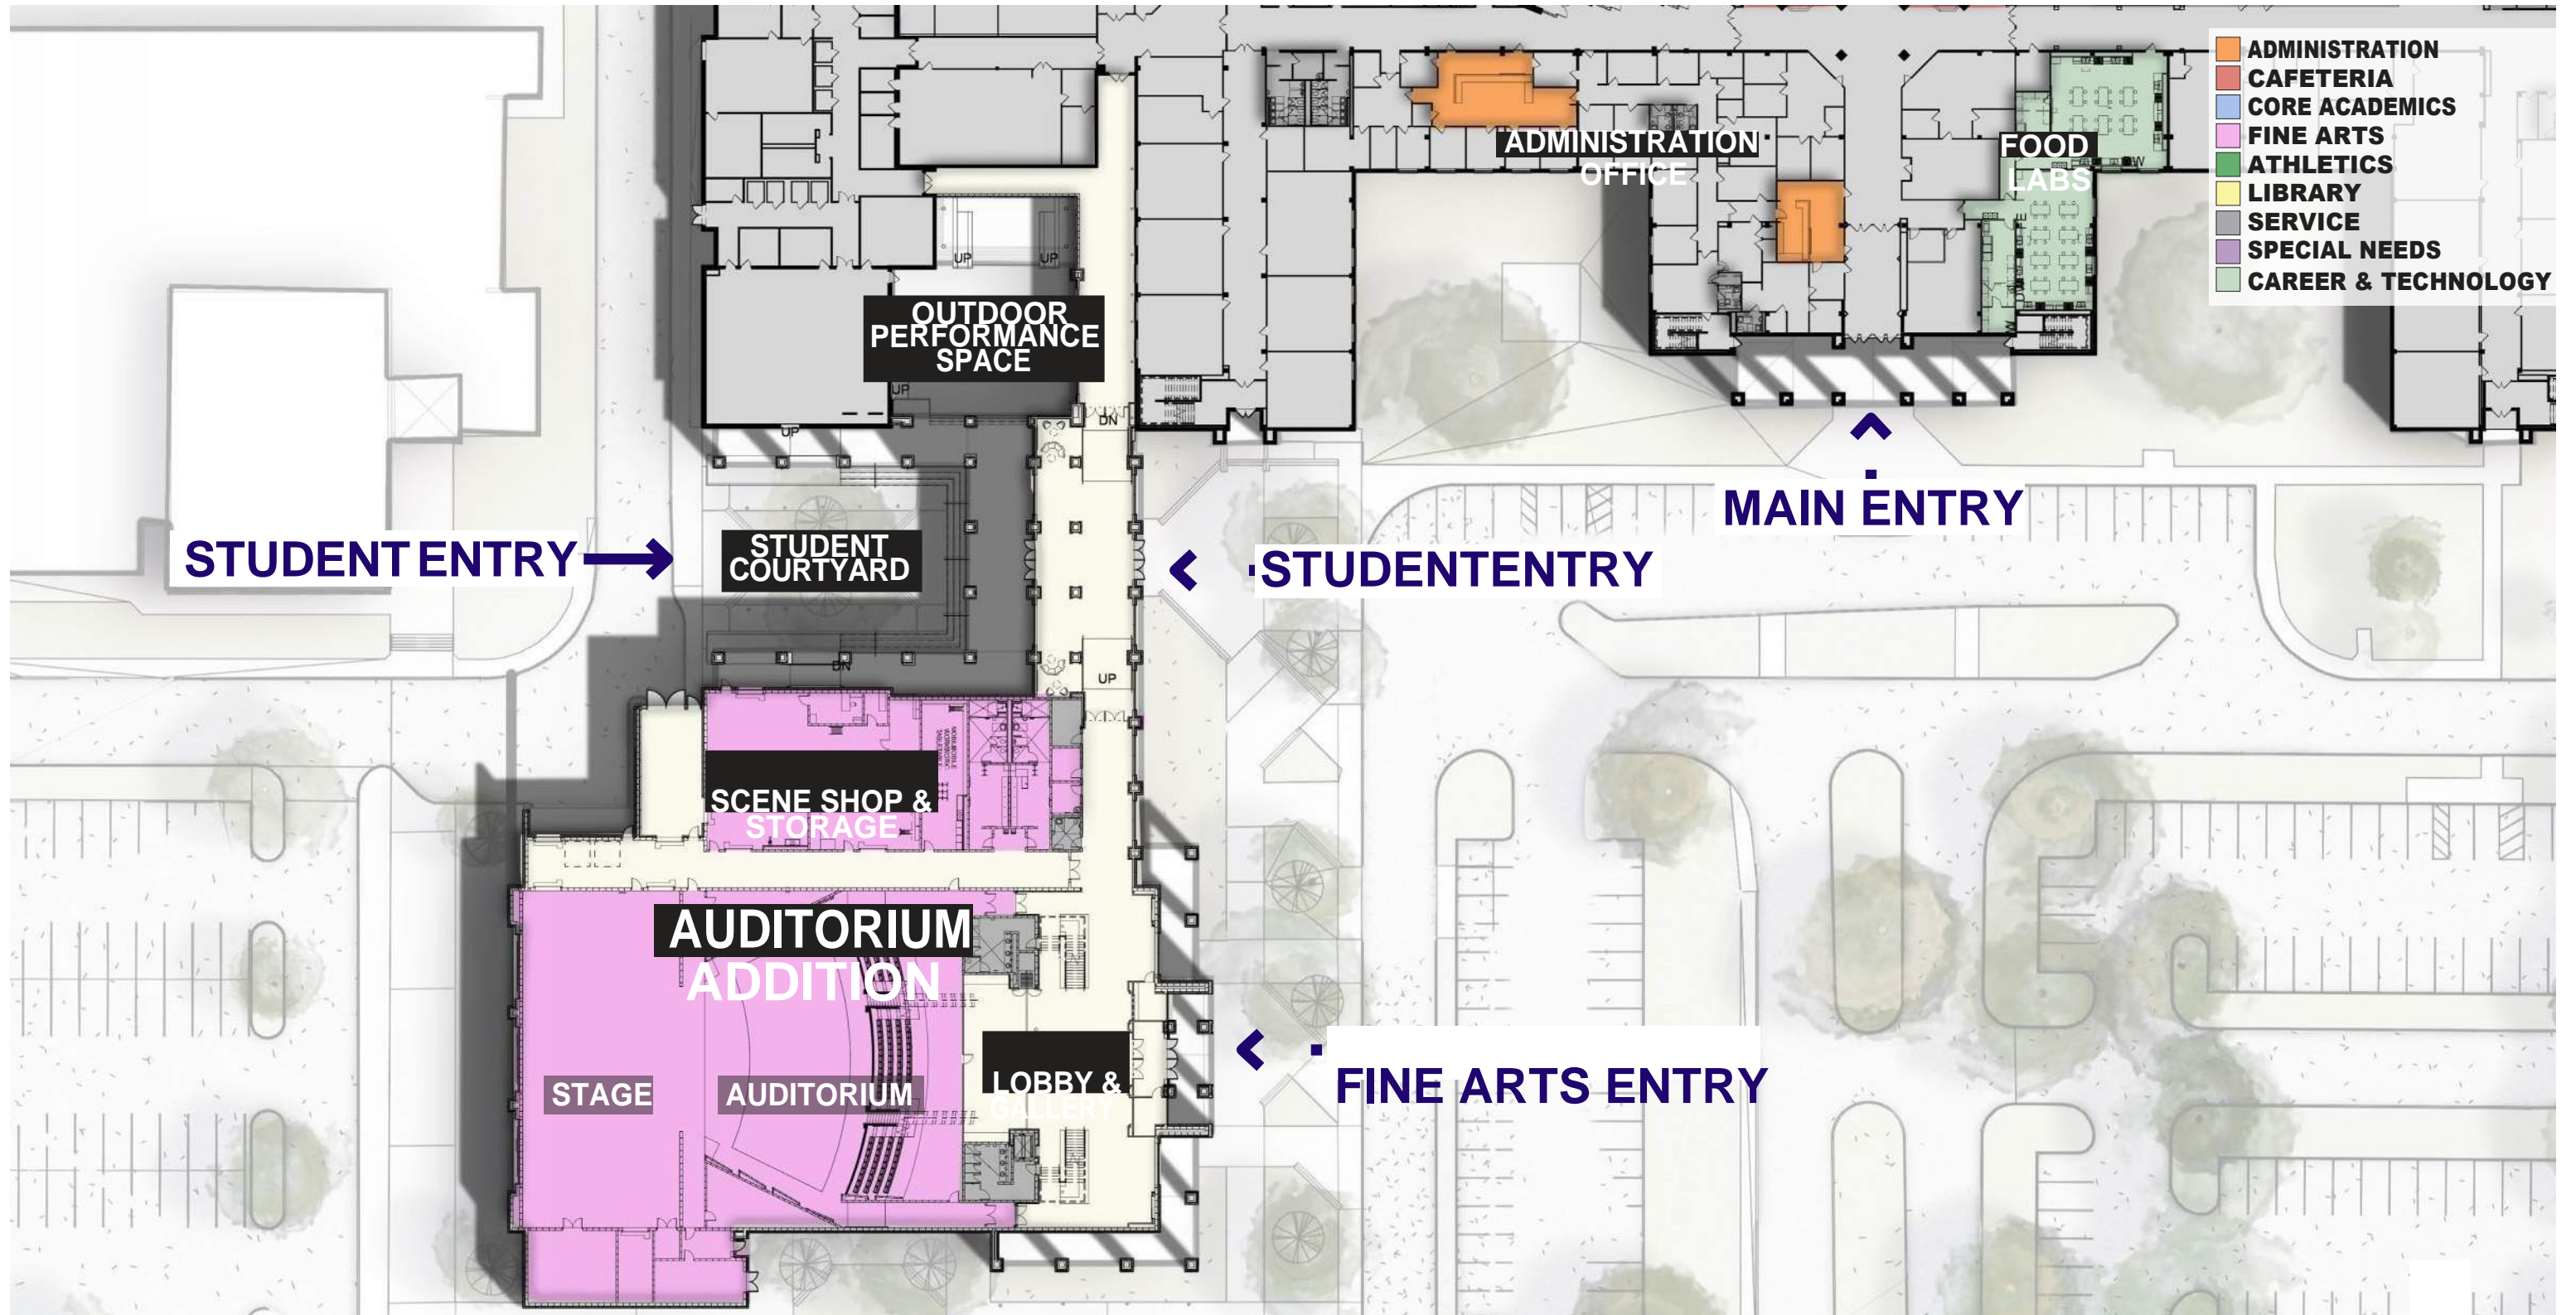 ADMINISTRATION
CAFETERIA
CORE ACADEMICS
FINE ARTS
ATHLETICS
LIBRARY
SERVICE
SPECIAL NEEDS
CAREER & TECHNOLOGY
ADMINISTRATION
OFFICE
FOOD
LABS
UP
UP
OUTDOOR
PERFORMANCE
SPACE
UP
DN
UP
MAIN ENTRY
STUDENT ENTRY
STUDENT
COURTYARD
STUDENTENTRY
DN
UP
SCENE SHOP &
STORAGE
AUDITORIUM
ADDITION
STAGE
AUDITORIUM
LOBBY &
GALLERY
FINE ARTS ENTRY